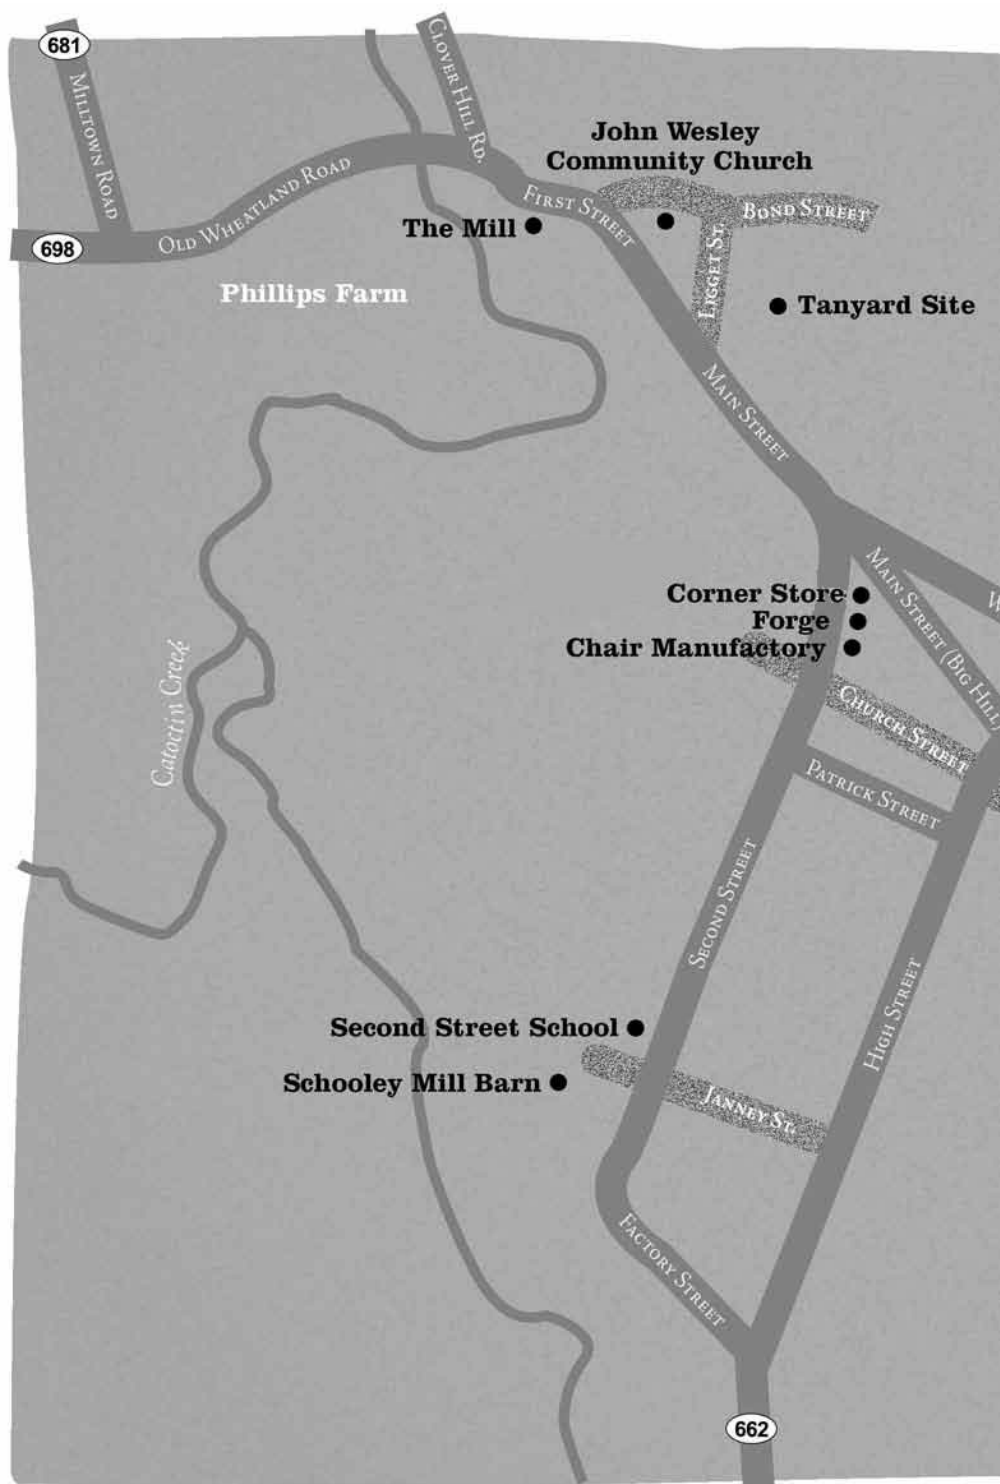 681
Milltown Road
Clover Hill Rd.
John Wesley
Community Church
Old Wheatland Road
First Street
Bond Street
698
The Mill
Ligget St.
Phillips Farm
Tanyard Site
Main Street
Main Street (Big Hill)
W
Corner Store
Forge
Chair Manufactory
Catoctin Creek
Church Street
Patrick Street
Second Street
High Street
Second Street School
Schooley Mill Barn
Janney St.
Factory Street
662